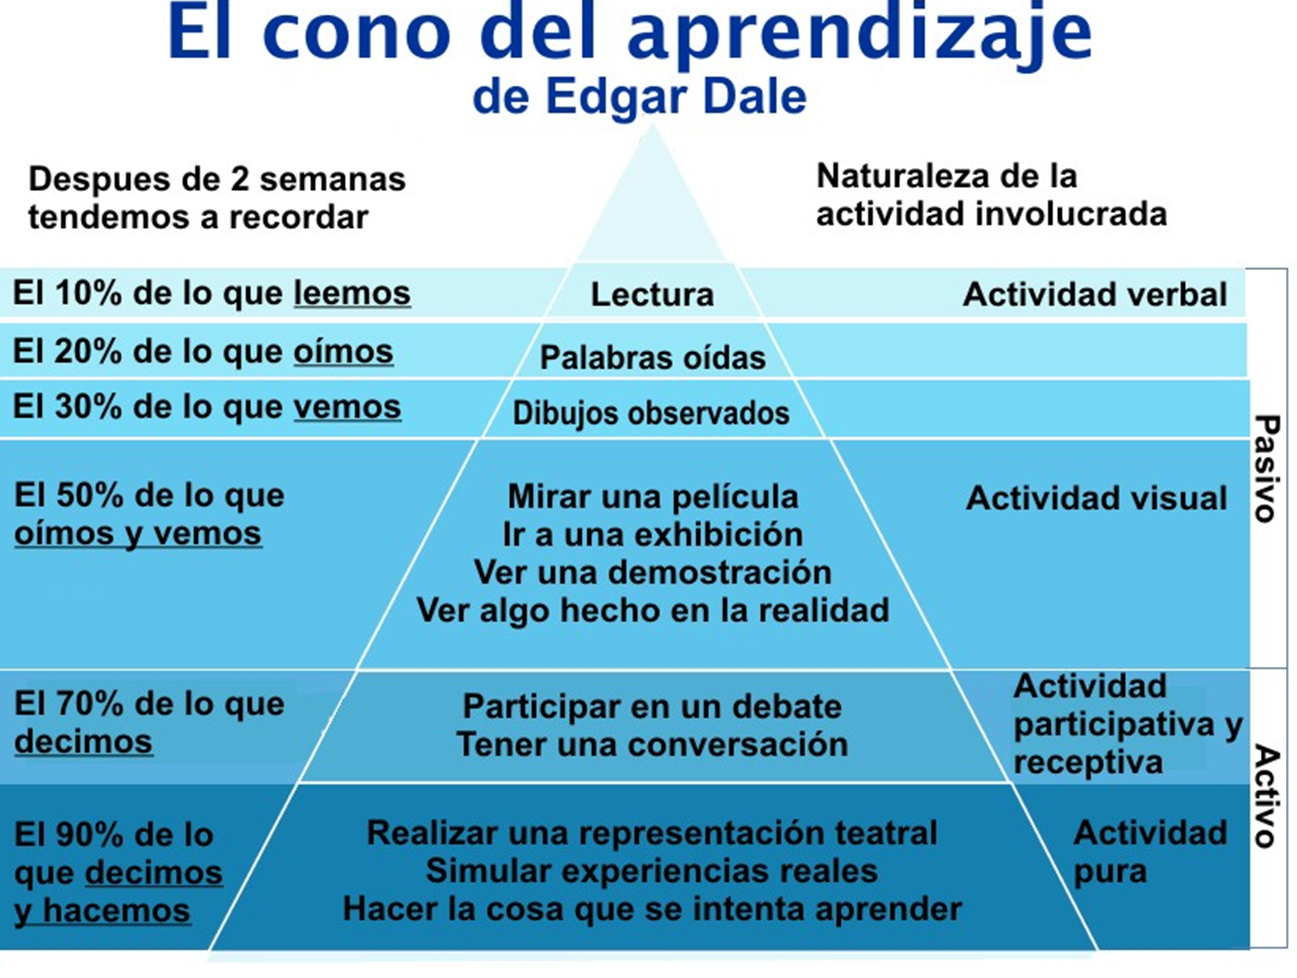 El cono del aprendizaje
de Edgar Dale
Despues de 2 semanas
tendemos a recordar
Naturaleza de la
actividad involucrada
El 10% de lo que leemos
Lectura
Actividad verbal
El 20% de lo que oímos
Palabras oídas
El 30% de lo que vemos
Dibujos observados
El 50% de lo que
oímos y vemos
Mirar una película
Ir a una exhibición
Ver una demostración
Ver algo hecho en la realidad
Actividad visual
Pasivo
El 70% de lo que
decimos
Participar en un debate
Tener una conversación
Actividad
participativa y
receptiva
El 90% de lo
que decimos
y hacemos
Realizar una representación teatral
Simular experiencias reales
Hacer la cosa que se intenta aprender
Actividad
pura
Activo